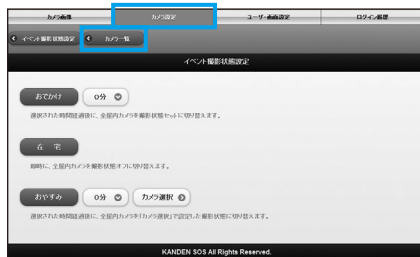 カメラ画像 カメラ設定 ユーザ・画面設定 ログイン履歴
イベント撮影状態設定 カメラ一覧
イベント撮影状態設定
おでかけ 0分
選択された時間経過後に、全屋内カメラを撮影状態セットに切り替えます。
在 宅
即時に、全屋内カメラを撮影状態オフに切り替えます。
おやすみ 0分 カメラ選択
選択された時間経過後に、全屋内カメラを「カメラ選択」で設定した撮影状態に切り替えます。
KANDEN SOS All Rights Reserved.